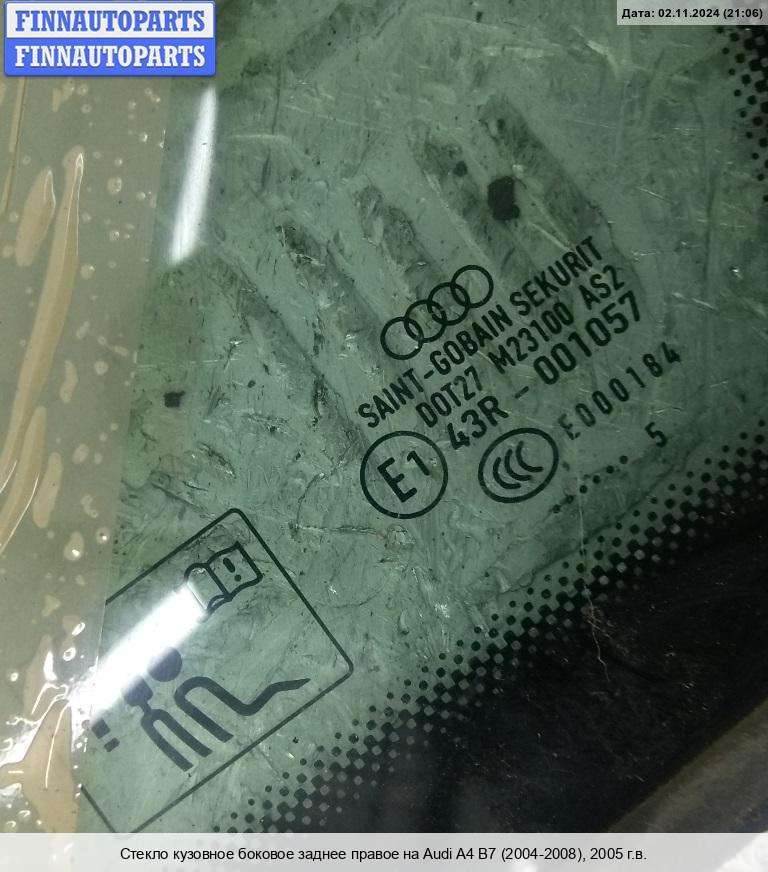 FINNAUTOPARTS
FINNAUTOPARTS
Дата: 02.11.2024 (21:06)
SAINT-GOBAIN SEKURIT
DOT27 M23100 AS2
43R - 001057
E1
CCC
E000184
5
!
Стекло кузовное боковое заднее правое на Audi A4 B7 (2004-2008), 2005 г.в.